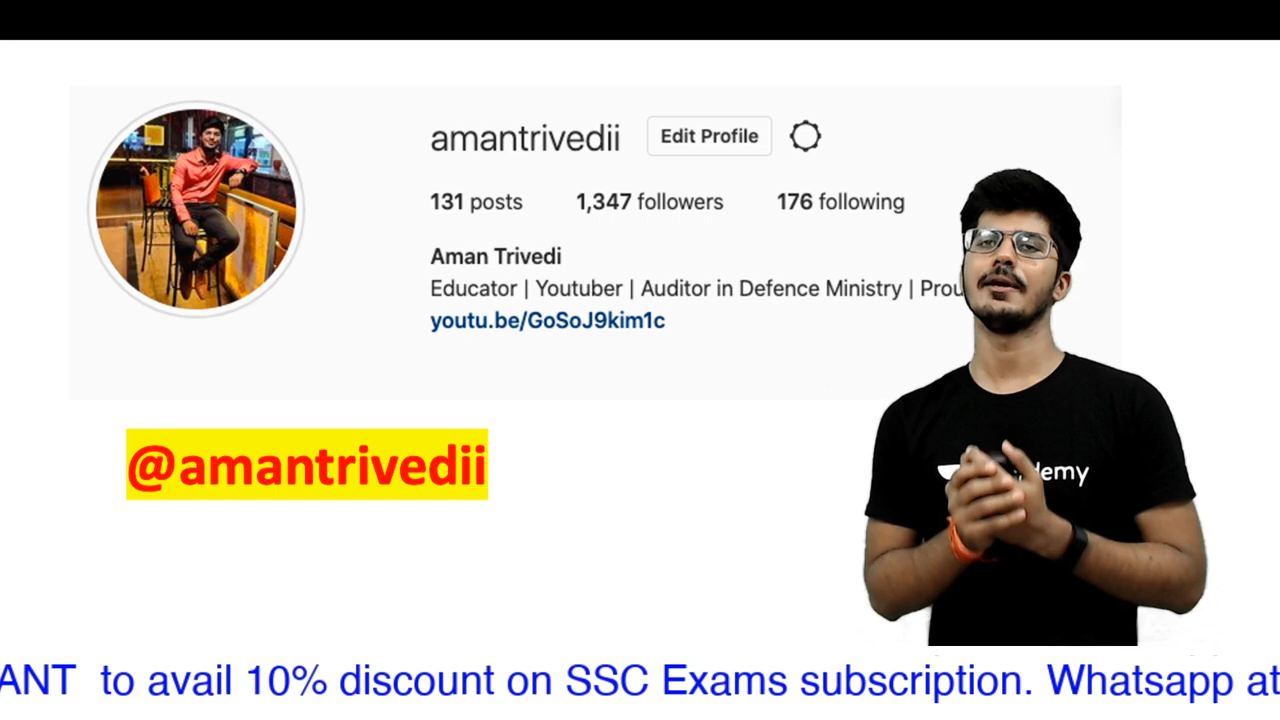 amantrivedii Edit Profile
131 posts 1,347 followers 176 following
Aman Trivedi
Educator | Youtuber | Auditor in Defence Ministry |
youtu.be/GoSoJ9kim1c
@amantrivedii
demy
ANT to avail 10% discount on SSC Exams subscription. Whatsapp at